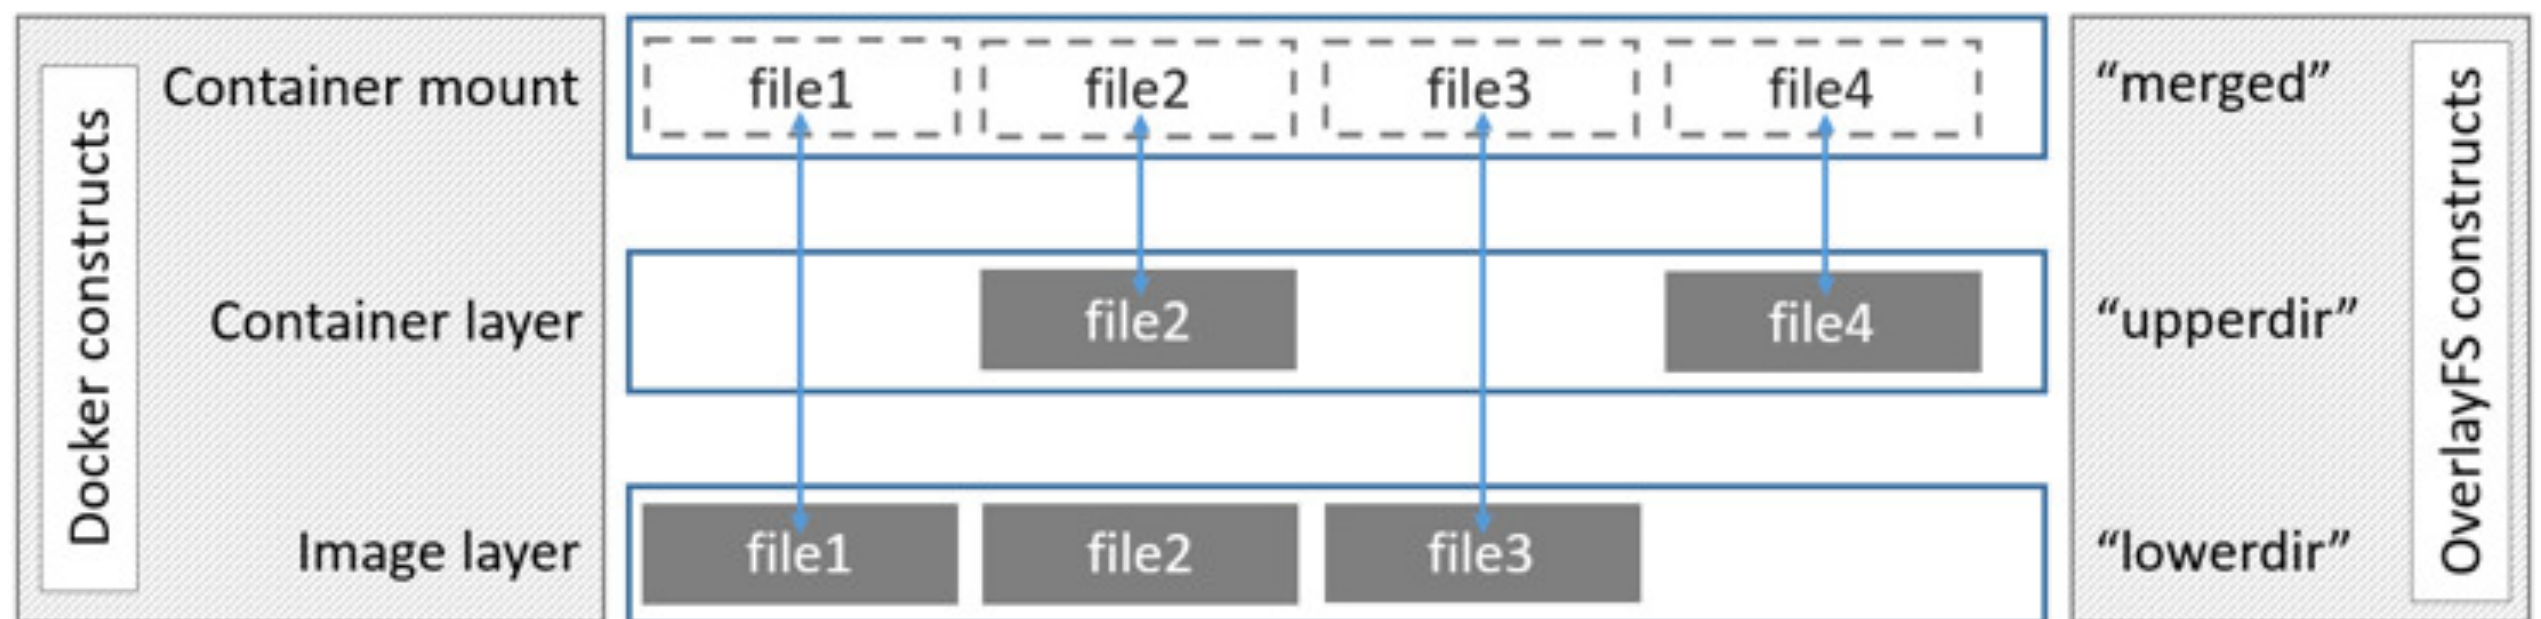 Docker constructs
Container mount
file1 file2 file3 file4
“merged”
Container layer
file2 file4
“upperdir”
Image layer
file1 file2 file3
“lowerdir”
OverlayFS constructs